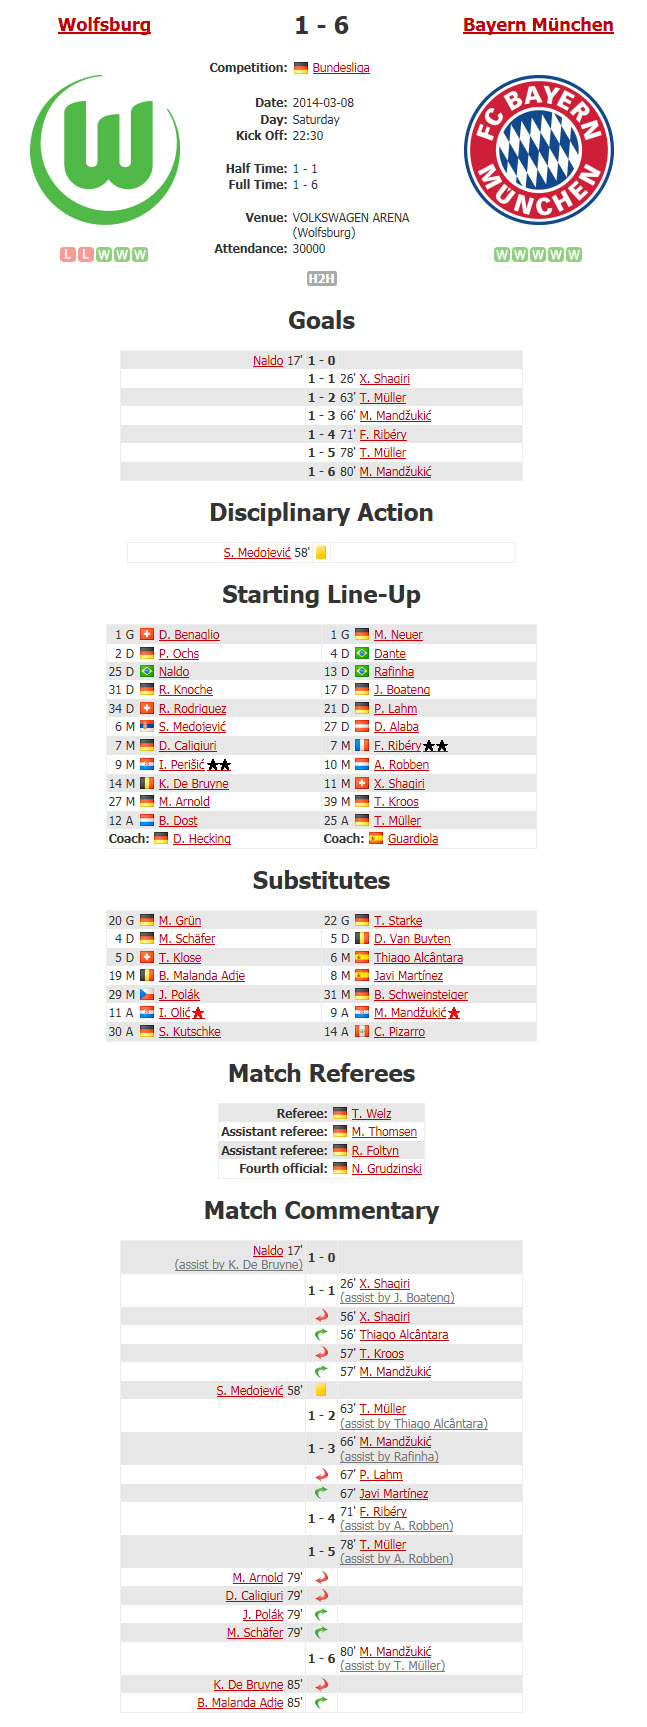 Wolfsburg 1 - 6 Bayern München
Competition: Bundesliga
Date: 2014-03-08
Day: Saturday
Kick Off: 22:30
Half Time: 1 - 1
Full Time: 1 - 6
Venue: VOLKSWAGEN ARENA
(Wolfsburg)
Attendance: 30000
FC BAYERN
MÜNCHEN
L L W W W
W W W W W
H2H
Goals
Naldo 17' 1 - 0
1 - 1 26' X. Shaqiri
1 - 2 63' T. Müller
1 - 3 66' M. Mandžukić
1 - 4 71' F. Ribéry
1 - 5 78' T. Müller
1 - 6 80' M. Mandžukić
Disciplinary Action
S. Medojević 58'
Starting Line-Up
1 G D. Benaglio 1 G M. Neuer
2 D P. Ochs 4 D Dante
25 D Naldo 13 D Rafinha
31 D R. Knoche 17 D J. Boateng
34 D R. Rodriguez 21 D P. Lahm
6 M S. Medojević 27 D D. Alaba
7 M D. Caligiuri 7 M F. Ribéry
9 M I. Perišić 10 M A. Robben
14 M K. De Bruyne 11 M X. Shaqiri
27 M M. Arnold 39 M T. Kroos
12 A B. Dost 25 A T. Müller
Coach: D. Hecking Coach: Guardiola
Substitutes
20 G M. Grün 22 G T. Starke
4 D M. Schäfer 5 D D. Van Buyten
5 D T. Klose 6 M Thiago Alcântara
19 M B. Malanda Adje 8 M Javi Martínez
29 M J. Polák 31 M B. Schweinsteiger
11 A I. Olić 9 A M. Mandžukić
30 A S. Kutschke 14 A C. Pizarro
Match Referees
Referee: T. Welz
Assistant referee: M. Thomsen
Assistant referee: R. Foltyn
Fourth official: N. Grudzinski
Match Commentary
Naldo 17' 1 - 0
(assist by K. De Bruyne)
1 - 1 26' X. Shaqiri
(assist by J. Boateng)
56' X. Shaqiri
56' Thiago Alcântara
57' T. Kroos
57' M. Mandžukić
S. Medojević 58'
1 - 2 63' T. Müller
(assist by Thiago Alcântara)
1 - 3 66' M. Mandžukić
(assist by Rafinha)
67' P. Lahm
67' Javi Martínez
1 - 4 71' F. Ribéry
(assist by A. Robben)
1 - 5 78' T. Müller
(assist by A. Robben)
M. Arnold 79'
D. Caligiuri 79'
J. Polák 79'
M. Schäfer 79'
1 - 6 80' M. Mandžukić
(assist by T. Müller)
K. De Bruyne 85'
B. Malanda Adje 85'